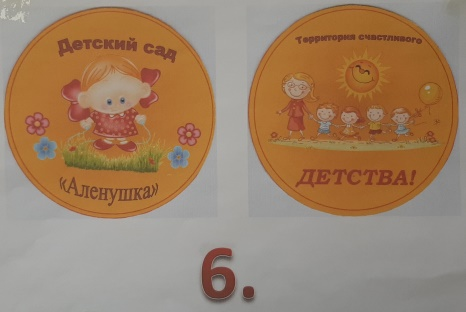 Детский сад
«Аленушка»
Территория счастливого
ДЕТСТВА!
6.